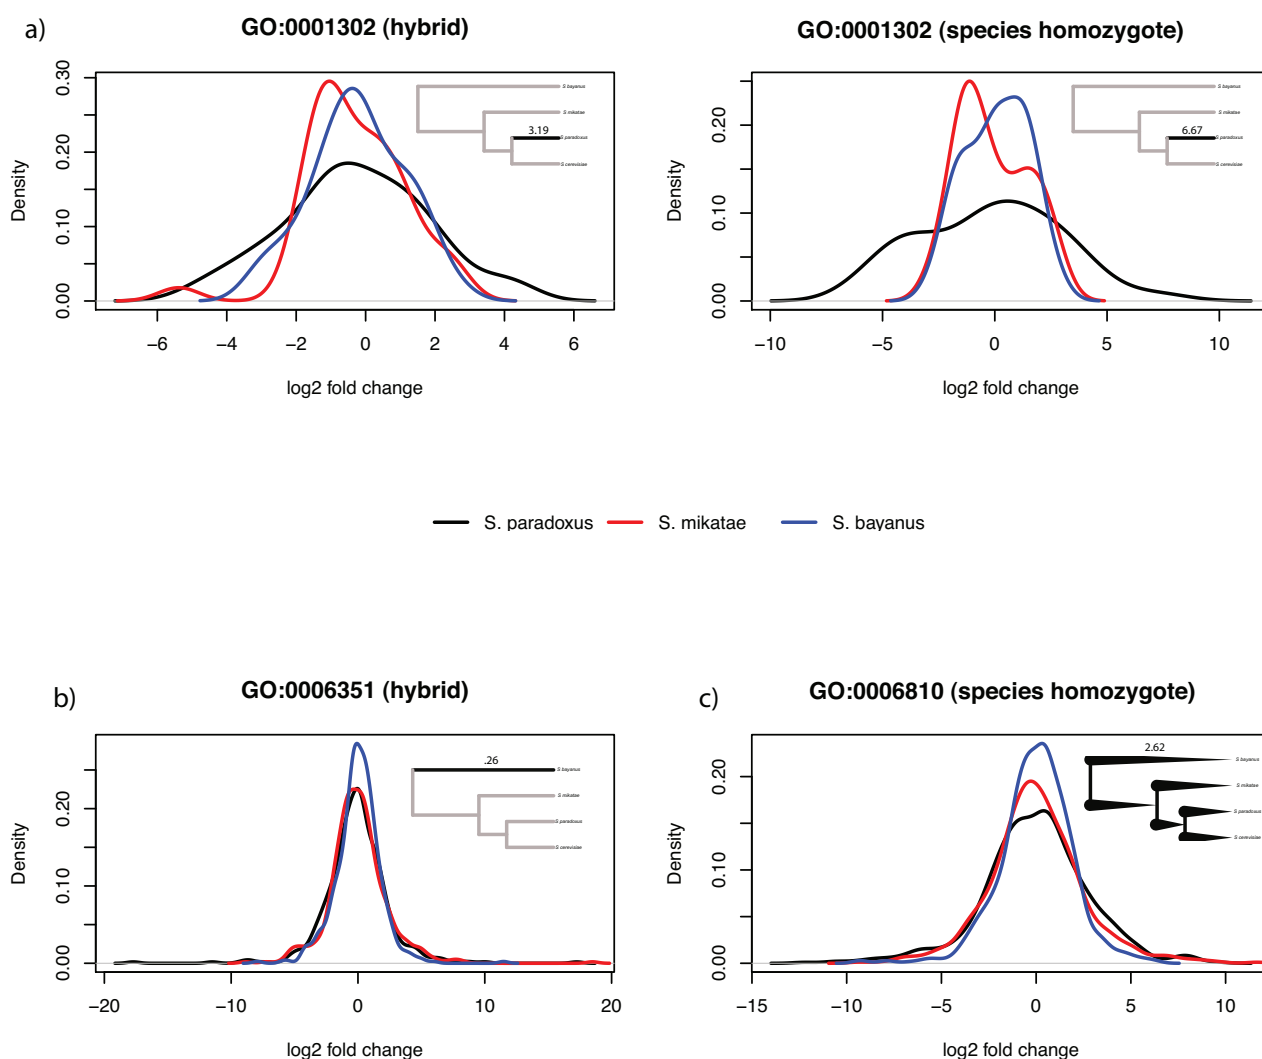 a)
GO:0001302 (hybrid)
Density
0.00
0.10
0.20
0.30
−6
−4
−2
0
2
4
6
log2 fold change
S bayanus
S mikatae
3.19
S paradoxus
S cerevisiae
GO:0001302 (species homozygote)
Density
0.00
0.10
0.20
−10
−5
0
5
10
log2 fold change
S bayanus
S mikatae
6.67
S paradoxus
S cerevisiae
S. paradoxus
S. mikatae
S. bayanus
b)
GO:0006351 (hybrid)
Density
0.00
0.10
0.20
−20
−10
0
10
20
log2 fold change
.26
S bayanus
S mikatae
S paradoxus
S cerevisiae
c)
GO:0006810 (species homozygote)
Density
0.00
0.10
0.20
−15
−10
−5
0
5
10
log2 fold change
2.62
S bayanus
S mikatae
S paradoxus
S cerevisiae